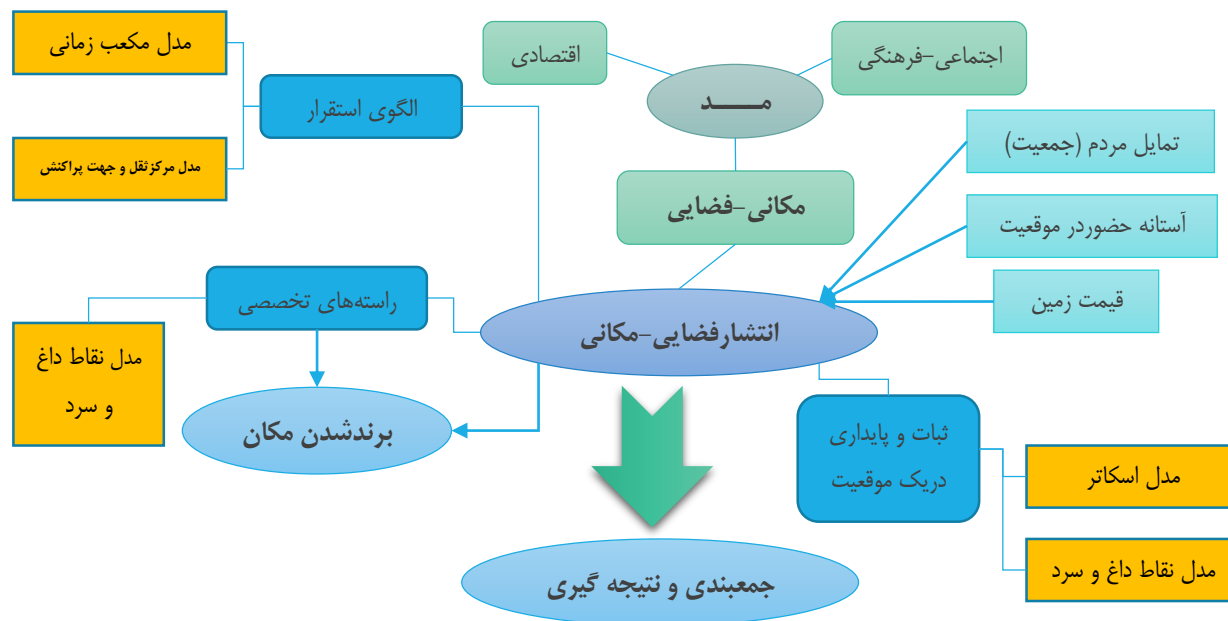 اجتماعی-فرهنگی
اقتصادی
مدل مکعب زمانی
مـــــد
الگوی استقرار
تمایل مردم (جمعیت)
مدل مرکزثقل و جهت پراکنش
مکانی-فضایی
آستانه حضوردر موقعیت
راسته‌های تخصصی
قیمت زمین
انتشارفضایی-مکانی
مدل نقاط داغ
و سرد
برندشدن مکان
ثبات و پایداری
دریک موقعیت
مدل اسکاتر
مدل نقاط داغ و سرد
جمعبندی و نتیجه گیری